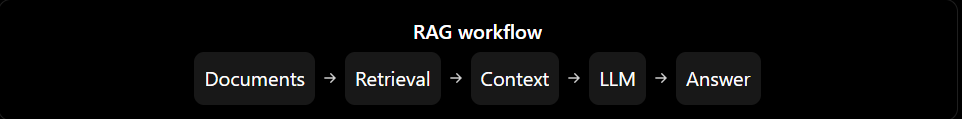 RAG workflow
Documents → Retrieval → Context → LLM → Answer